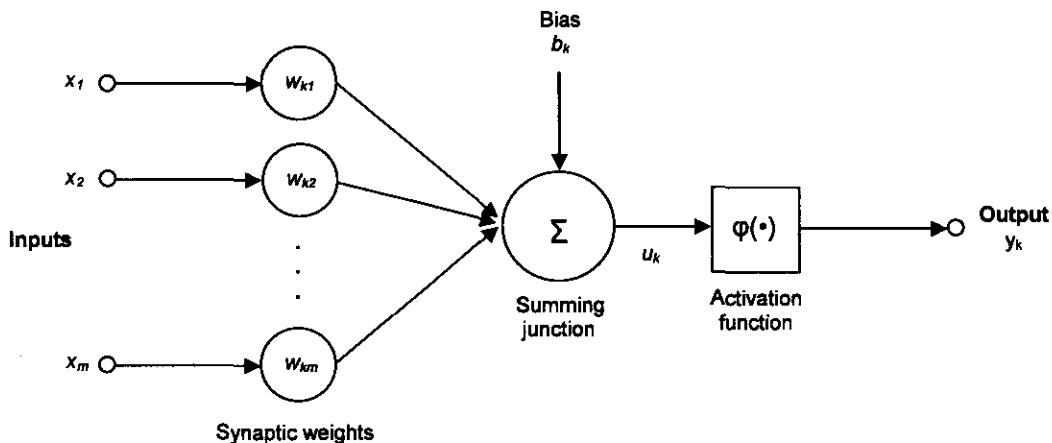 Bias
b_k
x_1
w_k1
x_2
w_k2
Inputs
Σ
u_k
φ(•)
Output
y_k
Summing
junction
Activation
function
x_m
w_km
Synaptic weights